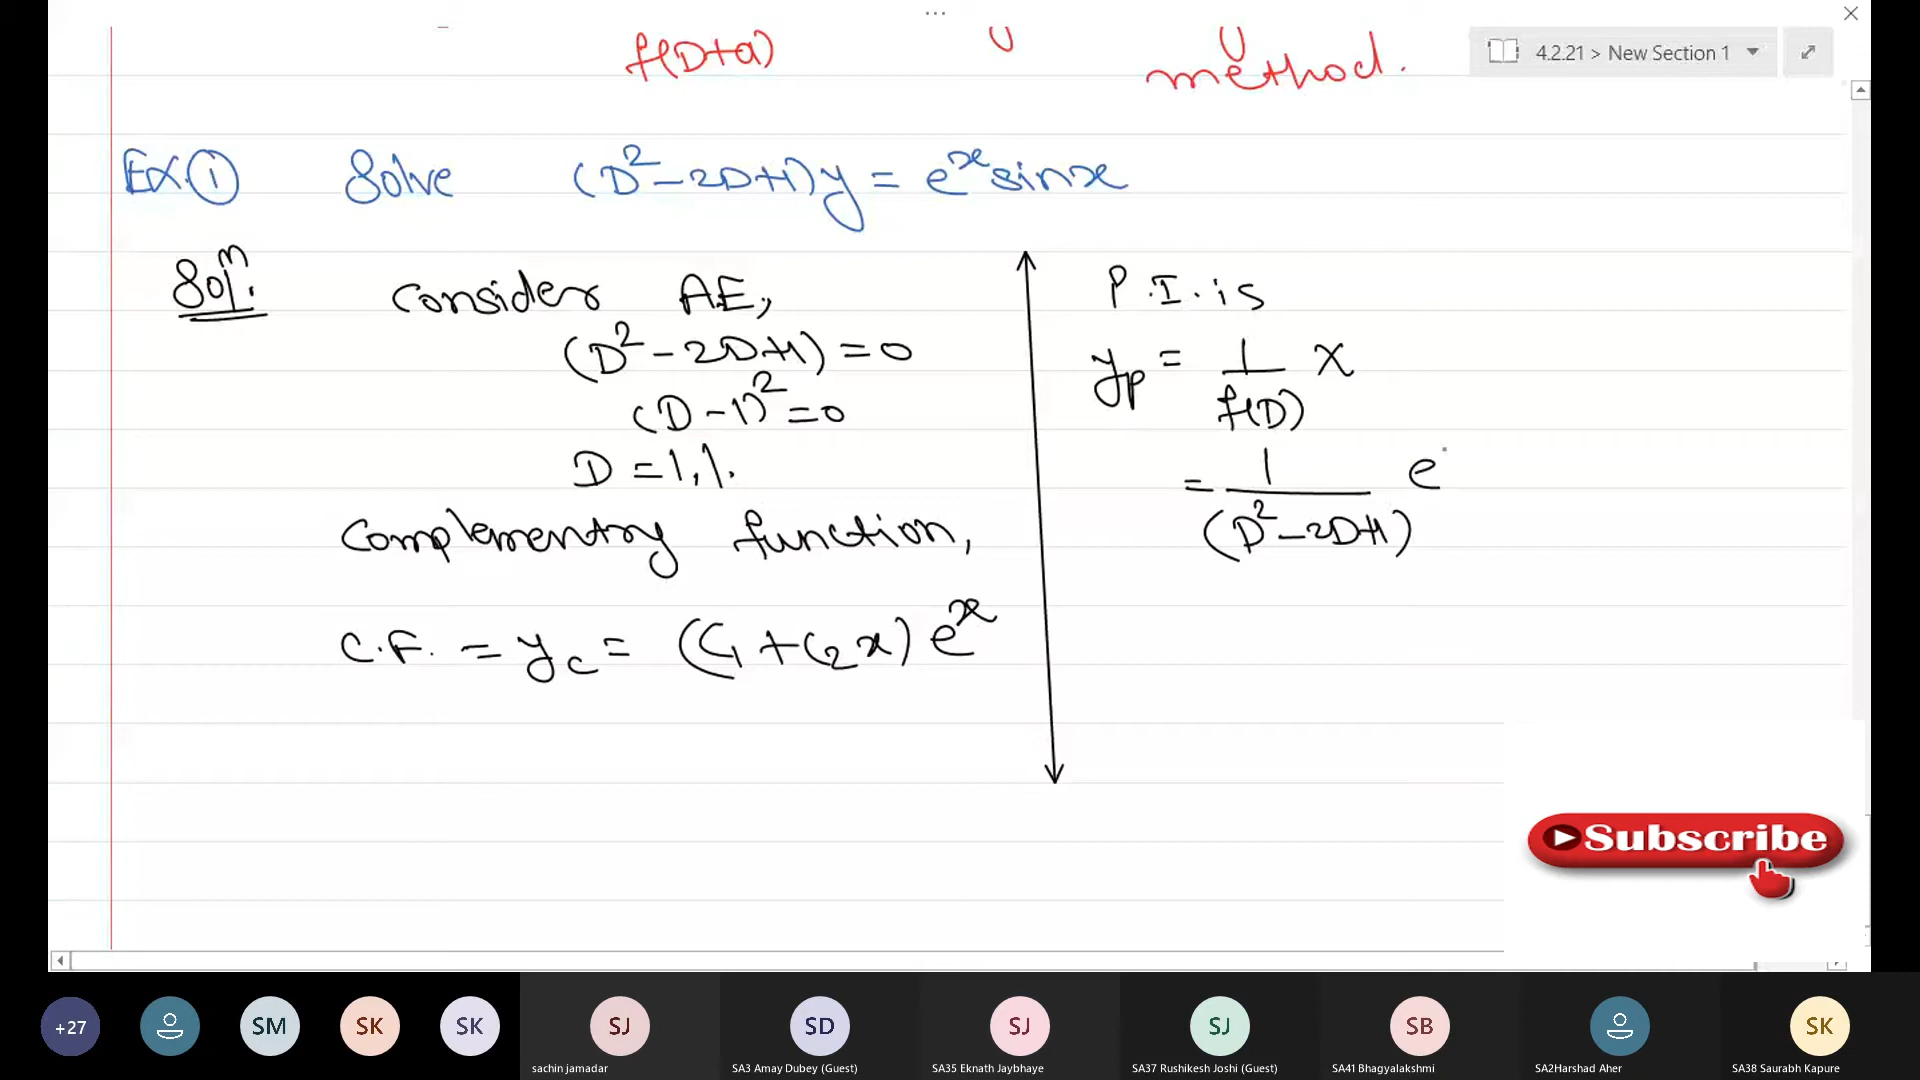 f(D+a)
method.
4.2.21 > New Section 1
Ex.① Solve (D²-2D+1)y = eˣsinx
Solⁿ. Consider AE,
(D²-2D+1)=0
(D-1)²=0
D=1,1.
Complementry function,
C.F. = yc = (C₁+C₂x)eˣ
P.I. is
yp = 1/f(D) X
= 1/(D²-2D+1) e
Subscribe
+27 SM SK SK SJ SD SJ SJ SB SK
sachin jamadar SA3 Amay Dubey (Guest) SA35 Eknath Jaybhaye SA37 Rushikesh Joshi (Guest) SA41 Bhagyalakshmi SA2Harshad Aher SA38 Saurabh Kapure